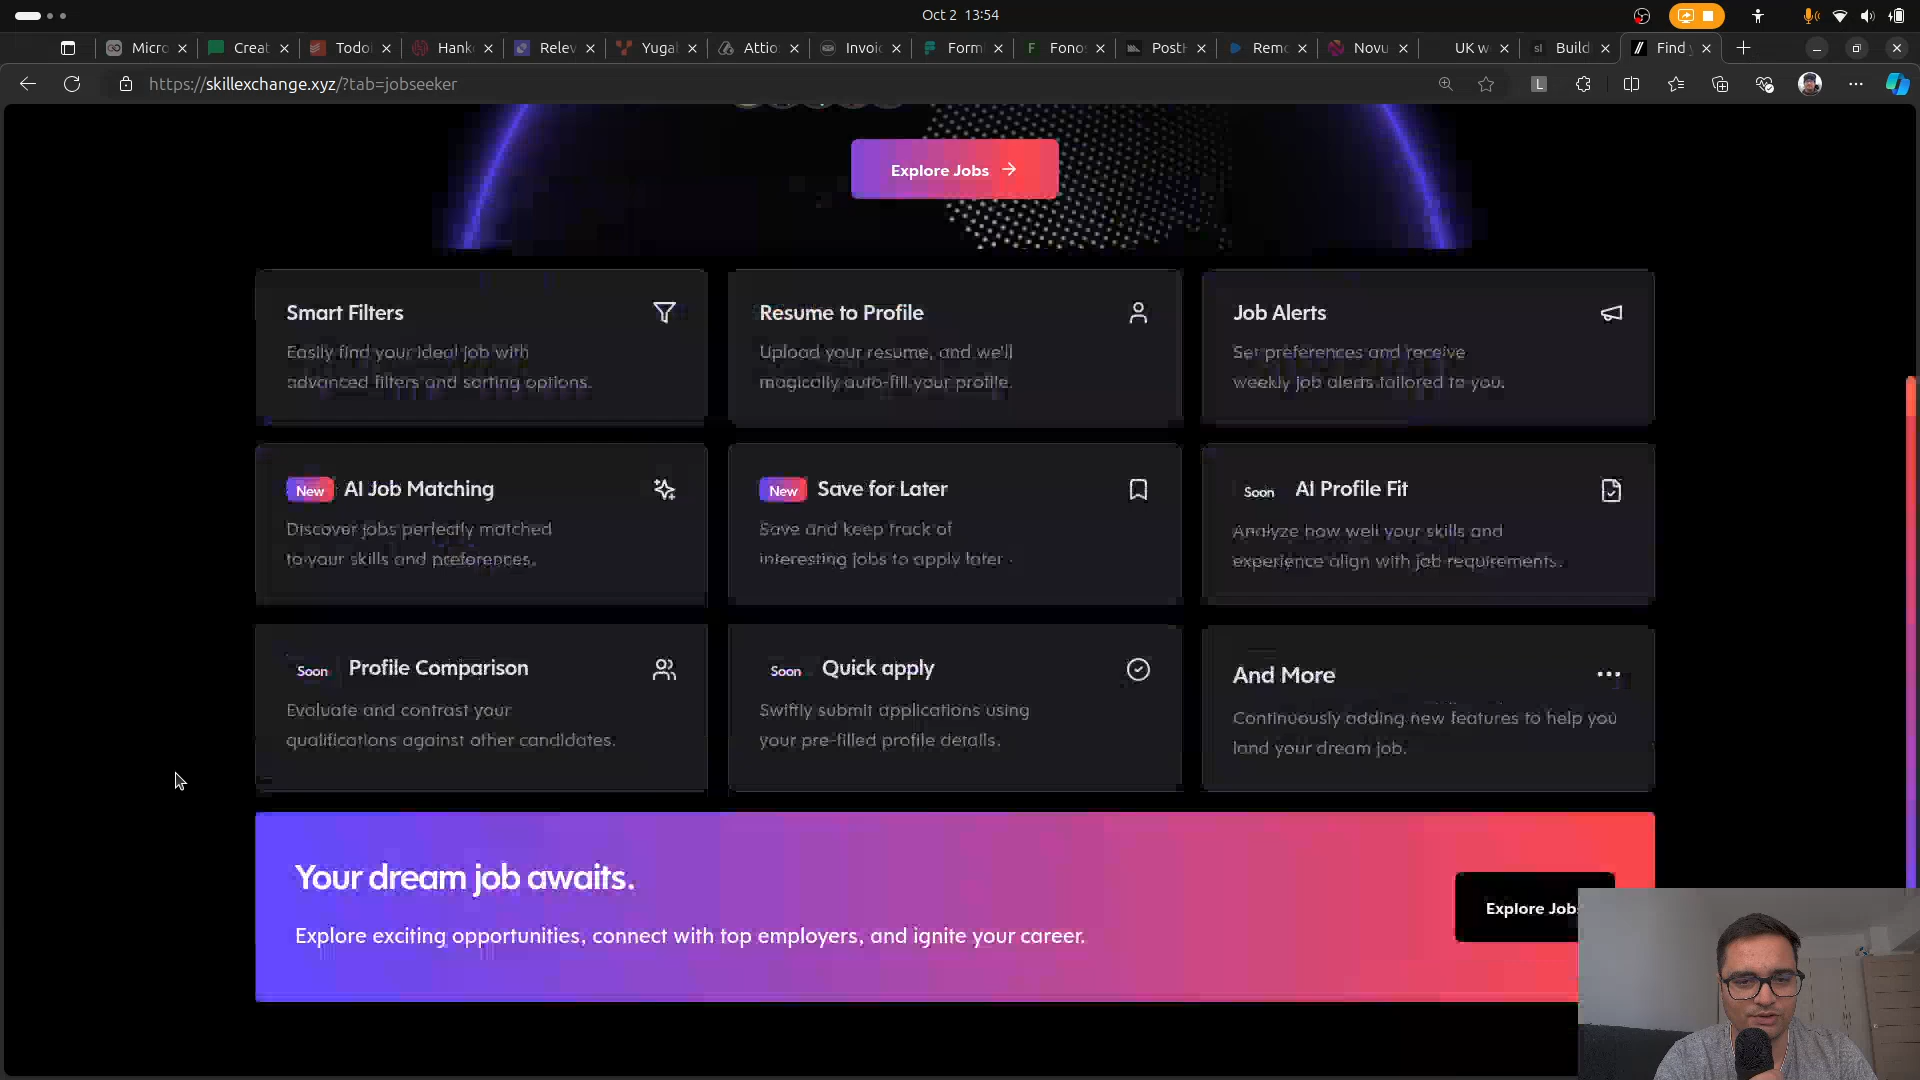 Oct 2 13:54
Micro
Creat
Todoi
Hank
Relev
Yugat
Attio
Invoic
Form
Fonos
Post
Remo
Novu
UK w
Build
Find
https://skillexchange.xyz/?tab=jobseeker
L
Explore Jobs
Smart Filters
Resume to Profile
Job Alerts
Easily find your ideal job with
advanced filters and sorting options.
Upload your resume, and we'll
magically auto-fill your profile.
Set preferences and receive
weekly job alerts tailored to you.
New AI Job Matching
New Save for Later
Soon AI Profile Fit
Discover jobs perfectly matched
to your skills and preferences.
Save and keep track of
interesting jobs to apply later .
Analyze how well your skills and
experience align with job requirements.
Soon Profile Comparison
Soon Quick apply
And More
Evaluate and contrast your
qualifications against other candidates.
Swiftly submit applications using
your pre-filled profile details.
Continuously adding new features to help you
land your dream job.
Your dream job awaits.
Explore exciting opportunities, connect with top employers, and ignite your career.
Explore Job